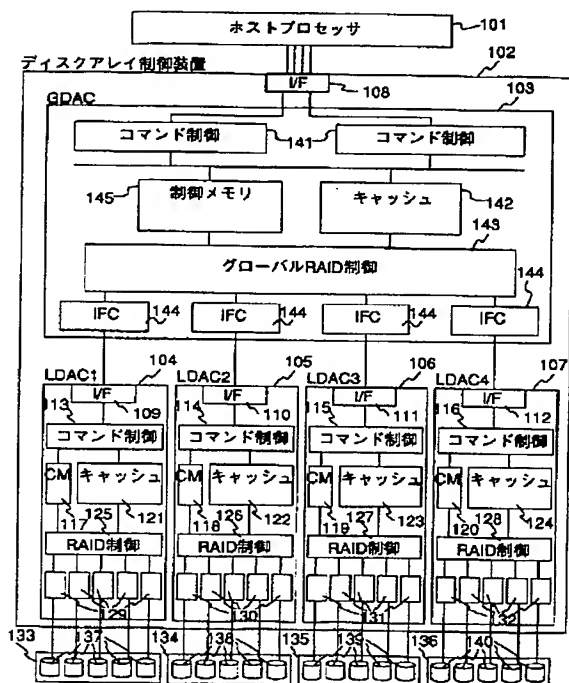 ホストプロセッサ
101
ディスクアレイ制御装置
102
I/F
108
GDAC
103
コマンド制御
141
コマンド制御
145
制御メモリ
キャッシュ
142
143
グローバルRAID制御
144
IFC
144
IFC
144
IFC
144
IFC
LDAC1
104
LDAC2
105
LDAC3
106
LDAC4
107
I/F
I/F
I/F
I/F
113
109
114
110
115
111
116
112
コマンド制御
コマンド制御
コマンド制御
コマンド制御
CM
キャッシュ
CM
キャッシュ
CM
キャッシュ
CM
キャッシュ
117
125
121
118
126
122
119
127
123
120
128
124
RAID制御
RAID制御
RAID制御
RAID制御
129
130
131
132
133
137
134
138
135
139
136
140